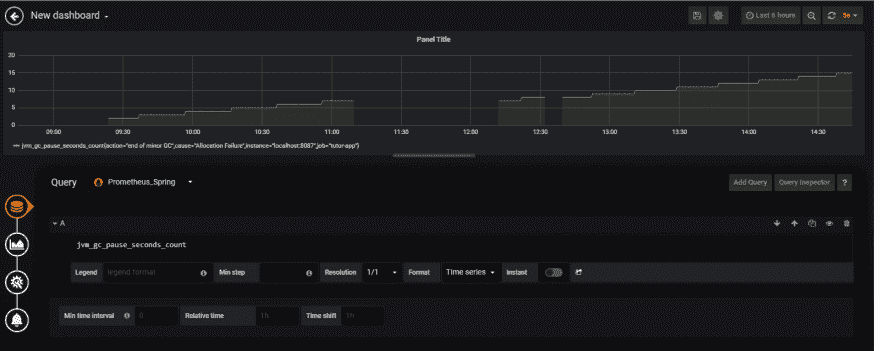 New dashboard
Last 6 hours
5s
Panel Title
20
15
10
5
0
09:00 09:30 10:00 10:30 11:00 11:30 12:00 12:30 13:00 13:30 14:00 14:30
jvm_gc_pause_seconds_count{action="end of minor GC",cause="Allocation Failure",instance="localhost:8087",job="tutor-app"}
Query Prometheus_Spring Add Query Query Inspector ?
A
jvm_gc_pause_seconds_count
Legend legend format Min step Resolution 1/1 Format Time series Instant
Min time interval 0 Relative time 1h Time shift 1h